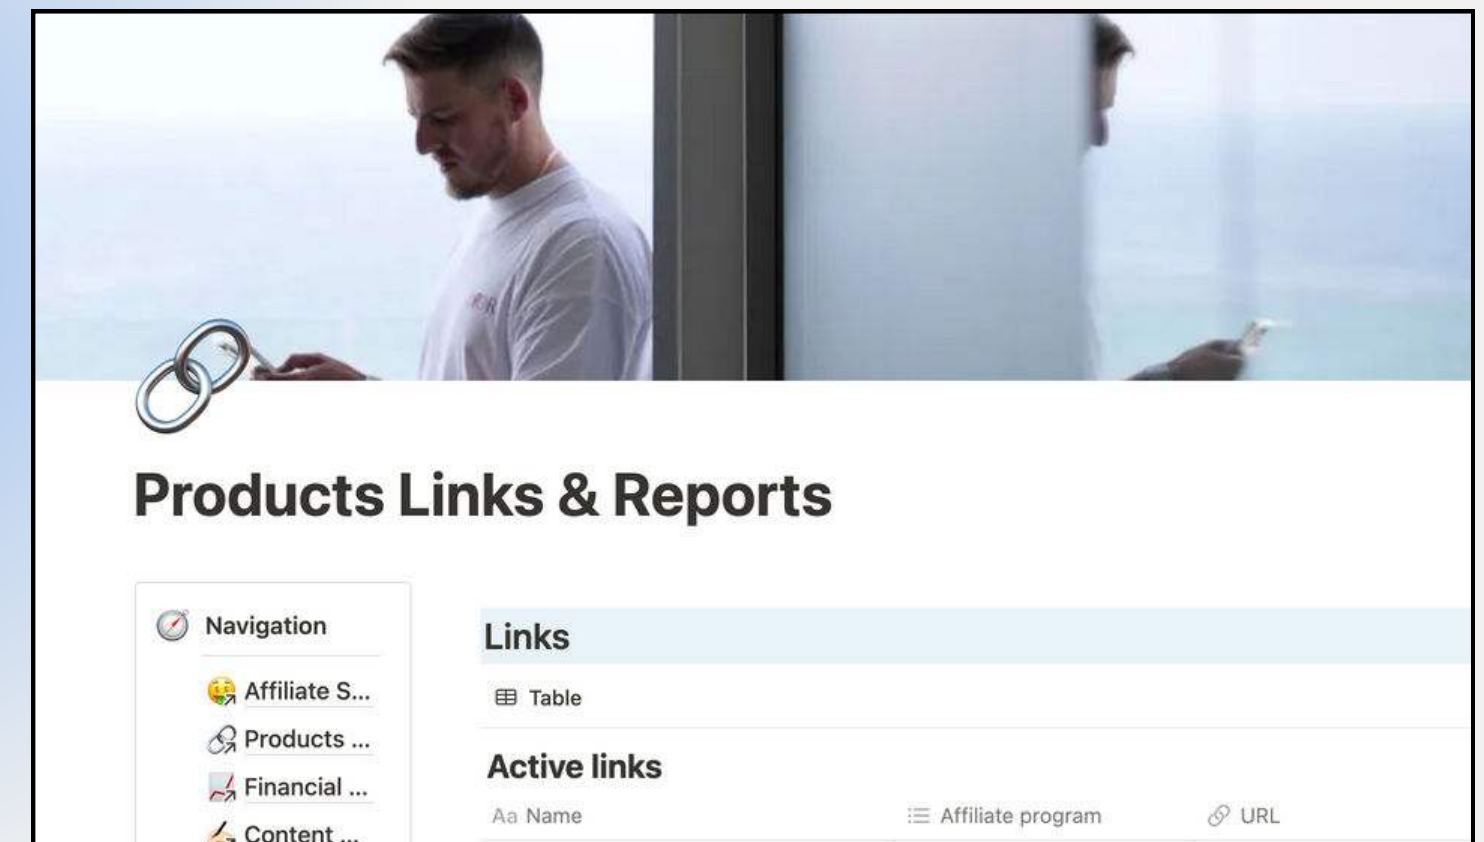 Products Links & Reports
Navigation
Affiliate S...
Products ...
Financial ...
Content ...
Links
Table
Active links
Aa Name
Affiliate program
URL